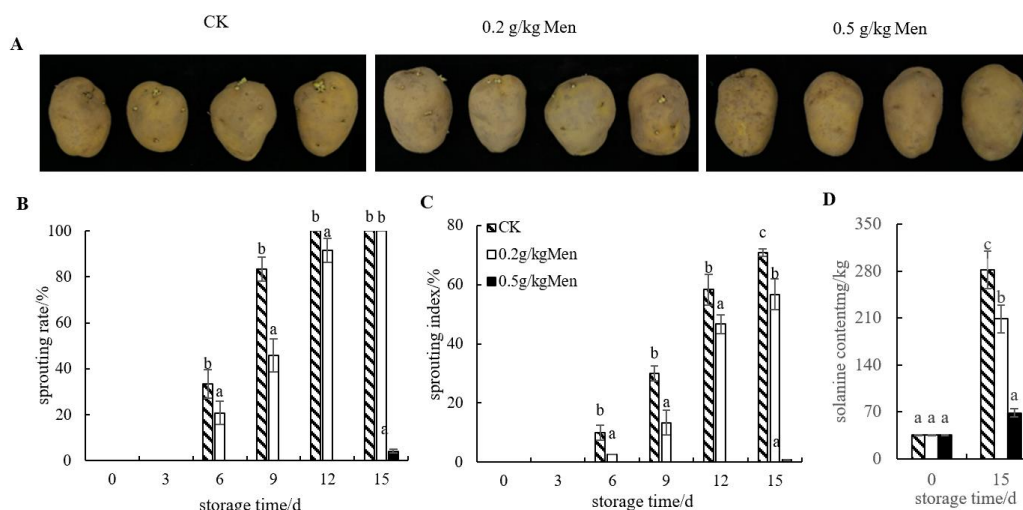 CK
0.2 g/kg Men
0.5 g/kg Men
A
B
100
80
60
40
20
0
sprouting rate/%
b
a
b
a
b
a
b b
a
0 3 6 9 12 15
storage time/d
C
80
60
40
20
0
sprouting index/%
CK
0.2g/kgMen
0.5g/kgMen
b
a
b
a
b
a
c
b
a
0 3 6 9 12 15
storage time/d
D
350
280
210
140
70
0
solanine contentmg/kg
a a a
c
b
a
0 15
storage time/d